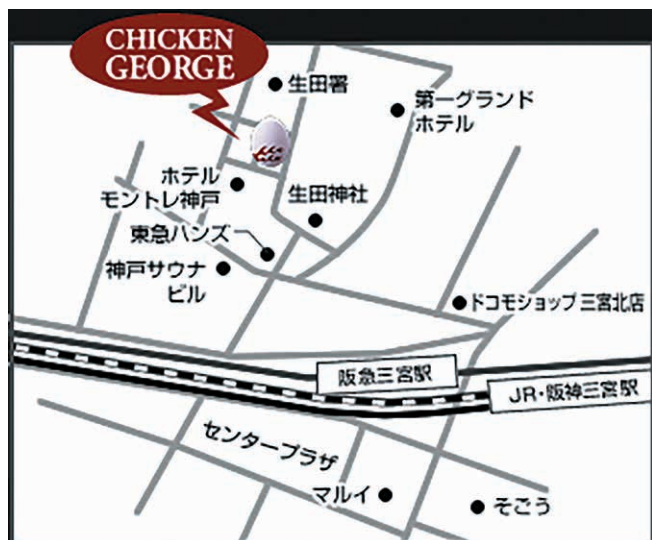 CHICKEN
GEORGE
生田署
第一グランド
ホテル
ホテル
モントレ神戸
生田神社
東急ハンズ
神戸サウナ
ビル
ドコモショップ三宮北店
阪急三宮駅
JR・阪神三宮駅
センタープラザ
マルイ
そごう